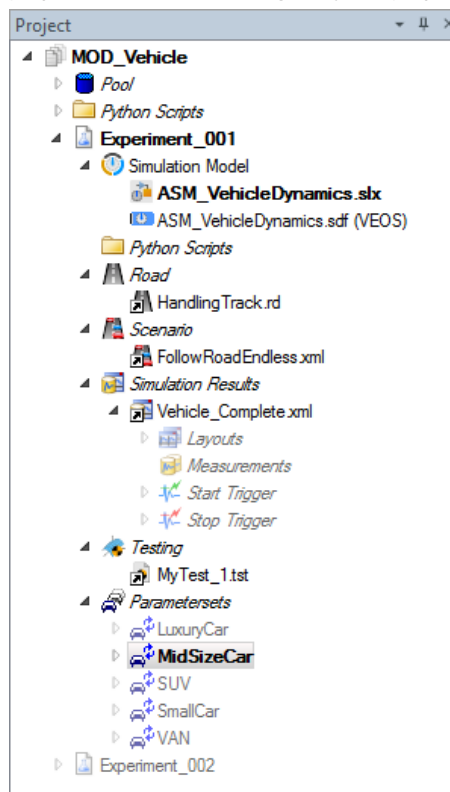 Project
MOD_Vehicle
Pool
Python Scripts
Experiment_001
Simulation Model
ASM_VehicleDynamics.slx
ASM_VehicleDynamics.sdf (VEOS)
Python Scripts
Road
HandlingTrack.rd
Scenario
FollowRoadEndless.xml
Simulation Results
Vehicle_Complete.xml
Layouts
Measurements
Start Trigger
Stop Trigger
Testing
MyTest_1.tst
Parametersets
LuxuryCar
MidSizeCar
SUV
SmallCar
VAN
Experiment_002